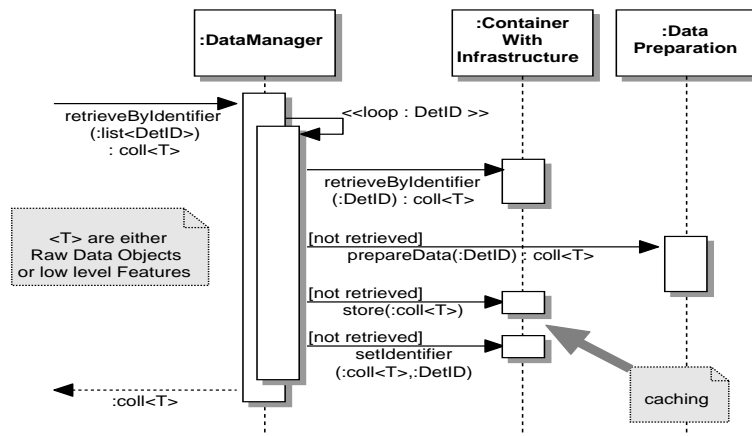 :DataManager
:Container
With
Infrastructure
:Data
Preparation
retrieveByIdentifier
(:list<DetID>)
: coll<T>
<<loop : DetID >>
retrieveByIdentifier
(:DetID) : coll<T>
<T> are either
Raw Data Objects
or low level Features
[not retrieved]
prepareData(:DetID) : coll<T>
[not retrieved]
store(:coll<T>)
[not retrieved]
setIdentifier
(:coll<T>,:DetID)
:coll<T>
caching